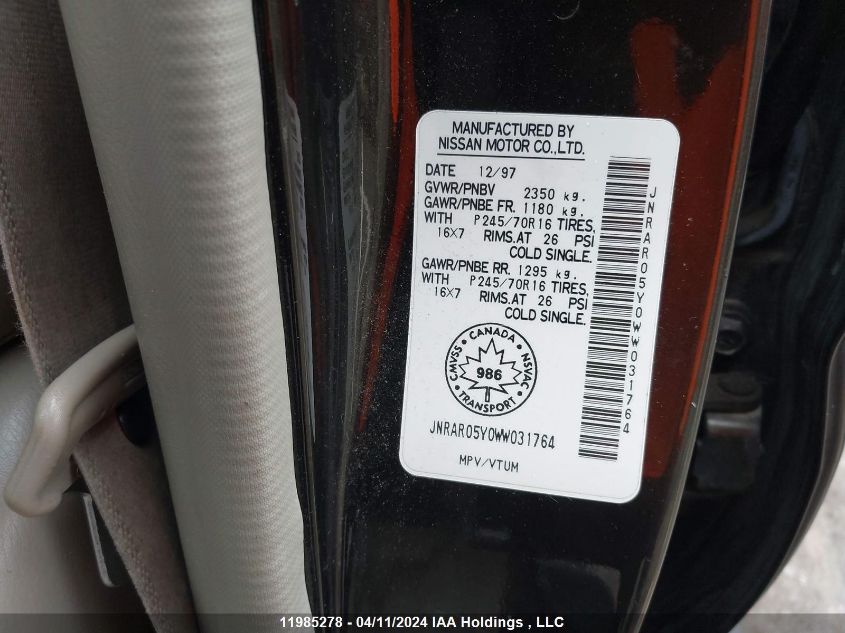 MANUFACTURED BY
NISSAN MOTOR CO.,LTD.
DATE 12/97
GVWR/PNBV 2350 kg.
GAWR/PNBE FR. 1180 kg.
WITH P245/70R16 TIRES,
16X7 RIMS.AT 26 PSI
COLD SINGLE.
GAWR/PNBE RR. 1295 kg.
WITH P245/70R16 TIRES,
16X7 RIMS.AT 26 PSI
COLD SINGLE.
CANADA
CMVSS
986
NSVAC
TRANSPORT
JNRAR05Y0WW031764
MPV/VTUM
JNRAR05Y0WW031764
11985278 - 04/11/2024 IAA Holdings , LLC